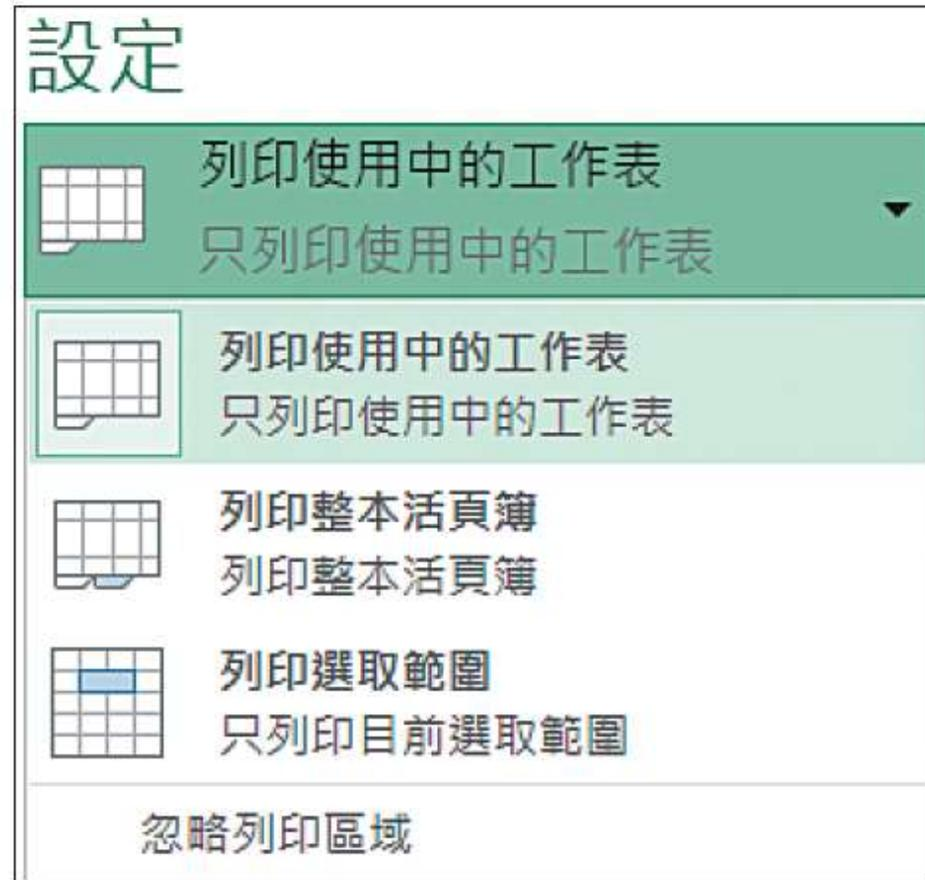 設定
列印使用中的工作表
只列印使用中的工作表
列印使用中的工作表
只列印使用中的工作表
列印整本活頁簿
列印整本活頁簿
列印選取範圍
只列印目前選取範圍
忽略列印區域